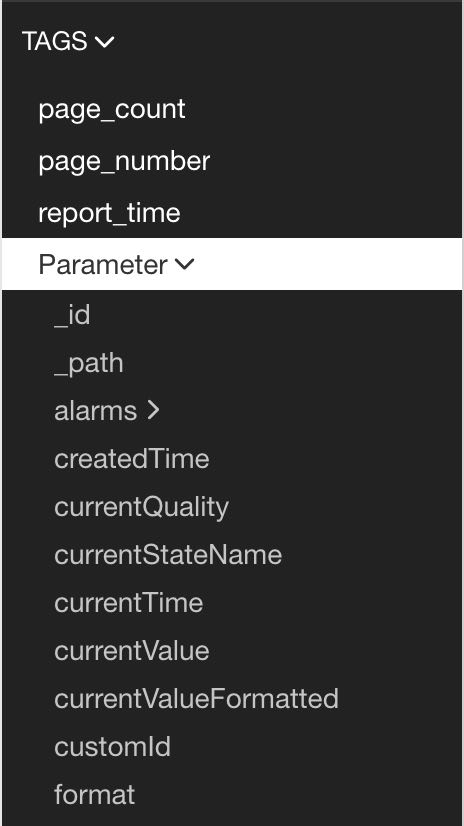 TAGS
page_count
page_number
report_time
Parameter
_id
_path
alarms
createdTime
currentQuality
currentStateName
currentTime
currentValue
currentValueFormatted
customId
format